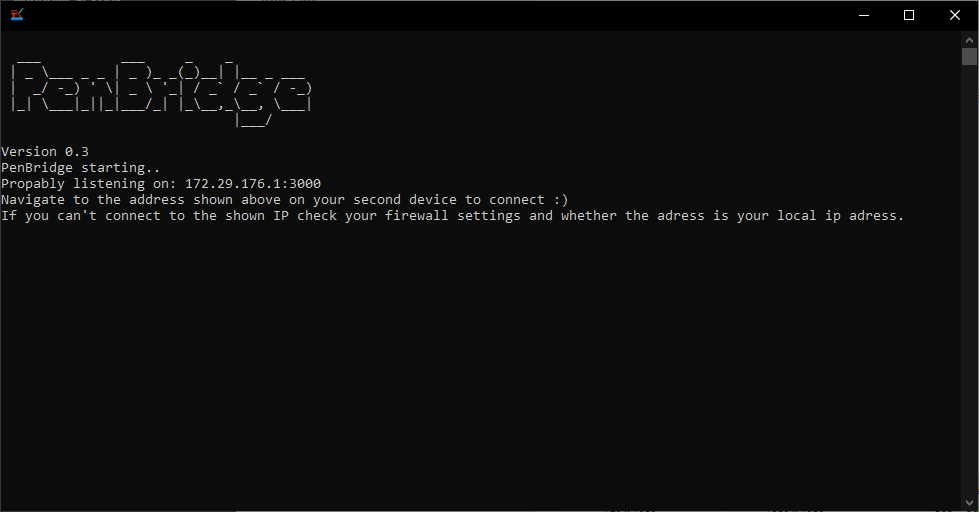 PenBridge
Version 0.3
PenBridge starting..
Propably listening on: 172.29.176.1:3000
Navigate to the address shown above on your second device to connect :)
If you can't connect to the shown IP check your firewall settings and whether the adress is your local ip adress.